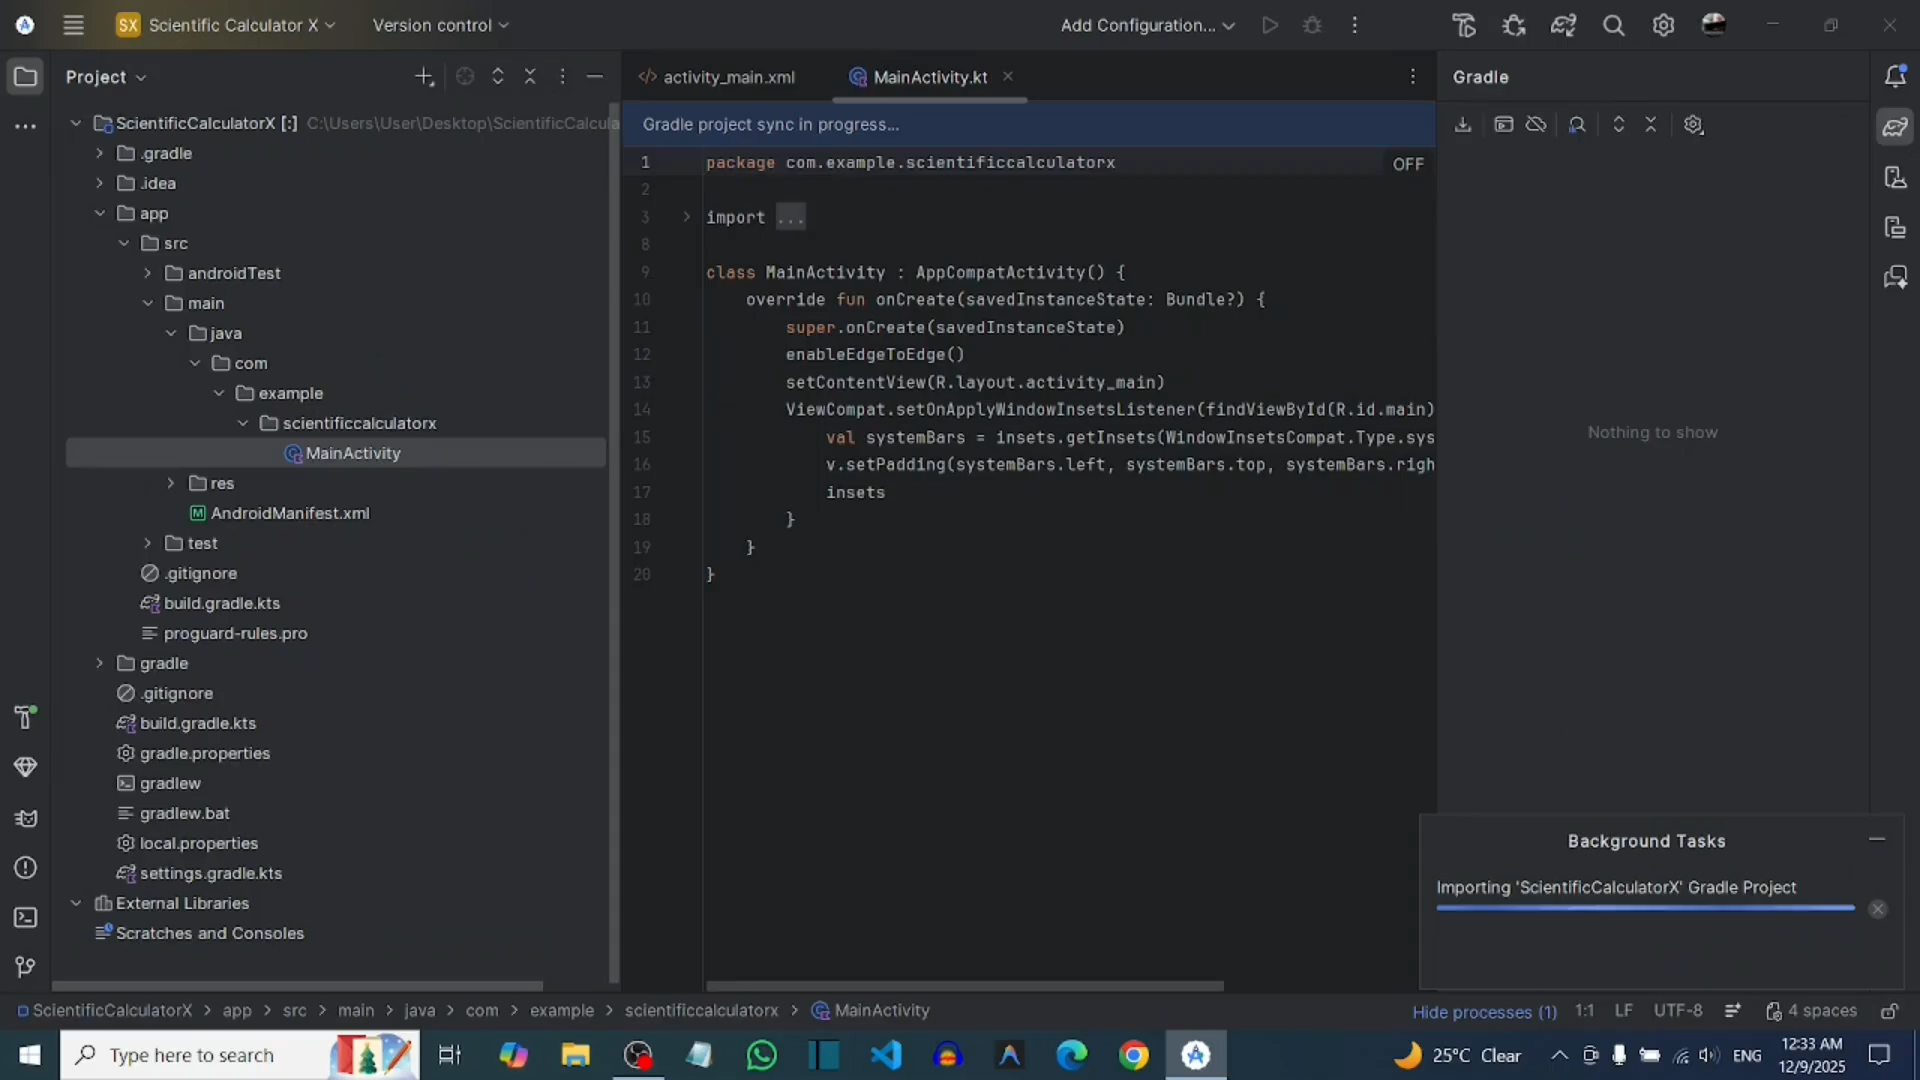 SX Scientific Calculator X
Version control
Add Configuration...
Project
ScientificCalculatorX [:] C:\Users\User\Desktop\ScientificCalcula
.gradle
.idea
app
src
androidTest
main
java
com
example
scientificcalculatorx
MainActivity
res
AndroidManifest.xml
test
.gitignore
build.gradle.kts
proguard-rules.pro
gradle
.gitignore
build.gradle.kts
gradle.properties
gradlew
gradlew.bat
local.properties
settings.gradle.kts
External Libraries
Scratches and Consoles
activity_main.xml
MainActivity.kt
Gradle project sync in progress...
OFF
1 package com.example.scientificcalculatorx
2
3 import ...
8
9 class MainActivity : AppCompatActivity() {
10 override fun onCreate(savedInstanceState: Bundle?) {
11 super.onCreate(savedInstanceState)
12 enableEdgeToEdge()
13 setContentView(R.layout.activity_main)
14 ViewCompat.setOnApplyWindowInsetsListener(findViewById(R.id.main)
15 val systemBars = insets.getInsets(WindowInsetsCompat.Type.sys
16 v.setPadding(systemBars.left, systemBars.top, systemBars.righ
17 insets
18 }
19 }
20 }
Gradle
Nothing to show
Background Tasks
Importing 'ScientificCalculatorX' Gradle Project
ScientificCalculatorX > app > src > main > java > com > example > scientificcalculatorx > MainActivity
Hide processes (1)
1:1
LF
UTF-8
4 spaces
Type here to search
25°C Clear
ENG
12:33 AM
12/9/2025